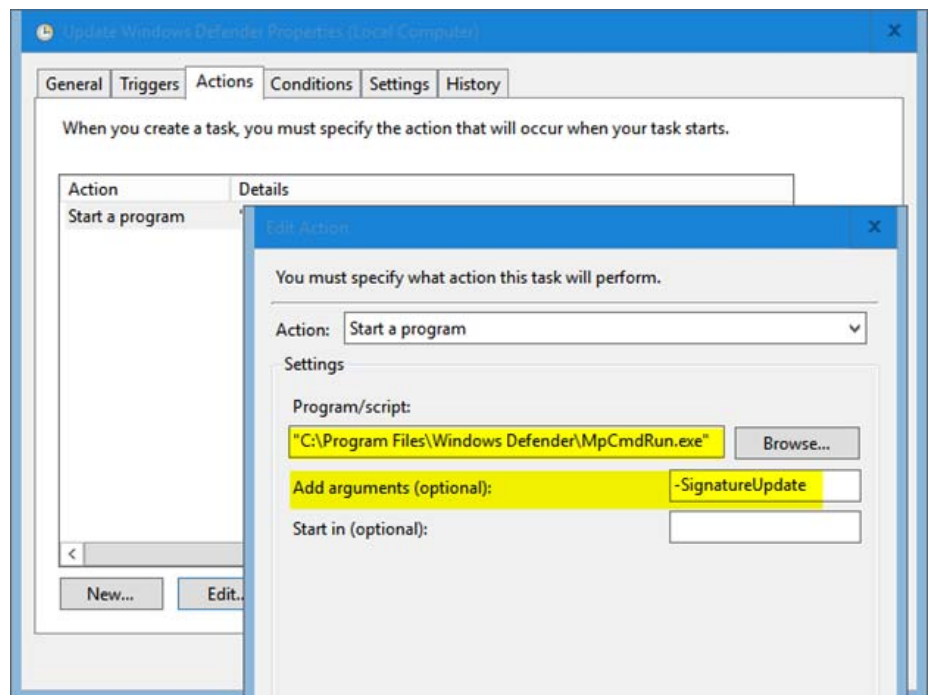 Update Windows Defender Properties (Local Computer)
General Triggers Actions Conditions Settings History
When you create a task, you must specify the action that will occur when your task starts.
Action Details
Start a program "
Edit Action
You must specify what action this task will perform.
Action: Start a program
Settings
Program/script:
"C:\Program Files\Windows Defender\MpCmdRun.exe" Browse...
Add arguments (optional): -SignatureUpdate
Start in (optional):
New... Edit..